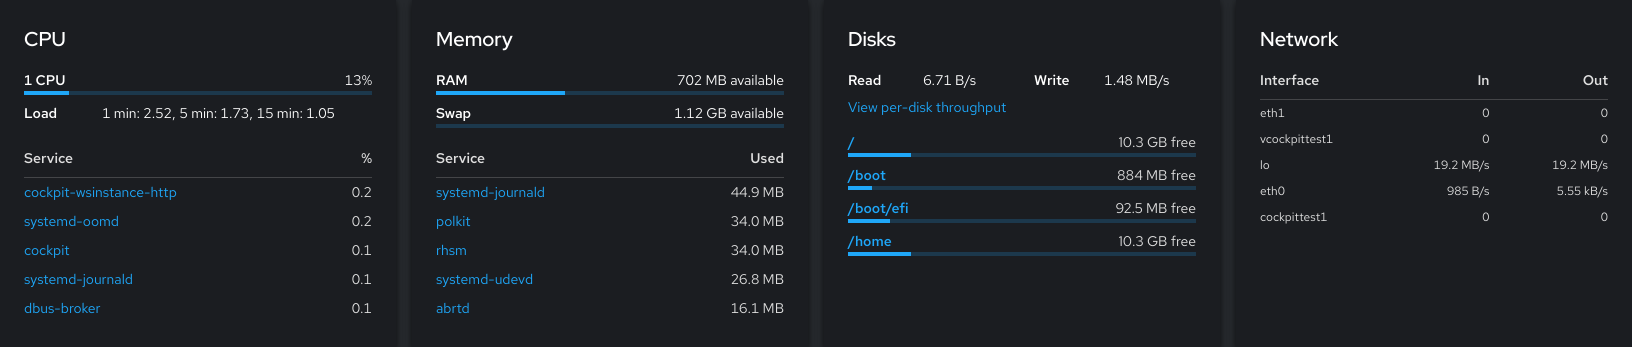 CPU
1 CPU 13%
Load 1 min: 2.52, 5 min: 1.73, 15 min: 1.05
Service %
cockpit-wsinstance-http 0.2
systemd-oomd 0.2
cockpit 0.1
systemd-journald 0.1
dbus-broker 0.1
Memory
RAM 702 MB available
Swap 1.12 GB available
Service Used
systemd-journald 44.9 MB
polkit 34.0 MB
rhsm 34.0 MB
systemd-udevd 26.8 MB
abrtd 16.1 MB
Disks
Read 6.71 B/s Write 1.48 MB/s
View per-disk throughput
/ 10.3 GB free
/boot 884 MB free
/boot/efi 92.5 MB free
/home 10.3 GB free
Network
Interface In Out
eth1 0 0
vcockpittest1 0 0
lo 19.2 MB/s 19.2 MB/s
eth0 985 B/s 5.55 kB/s
cockpittest1 0 0